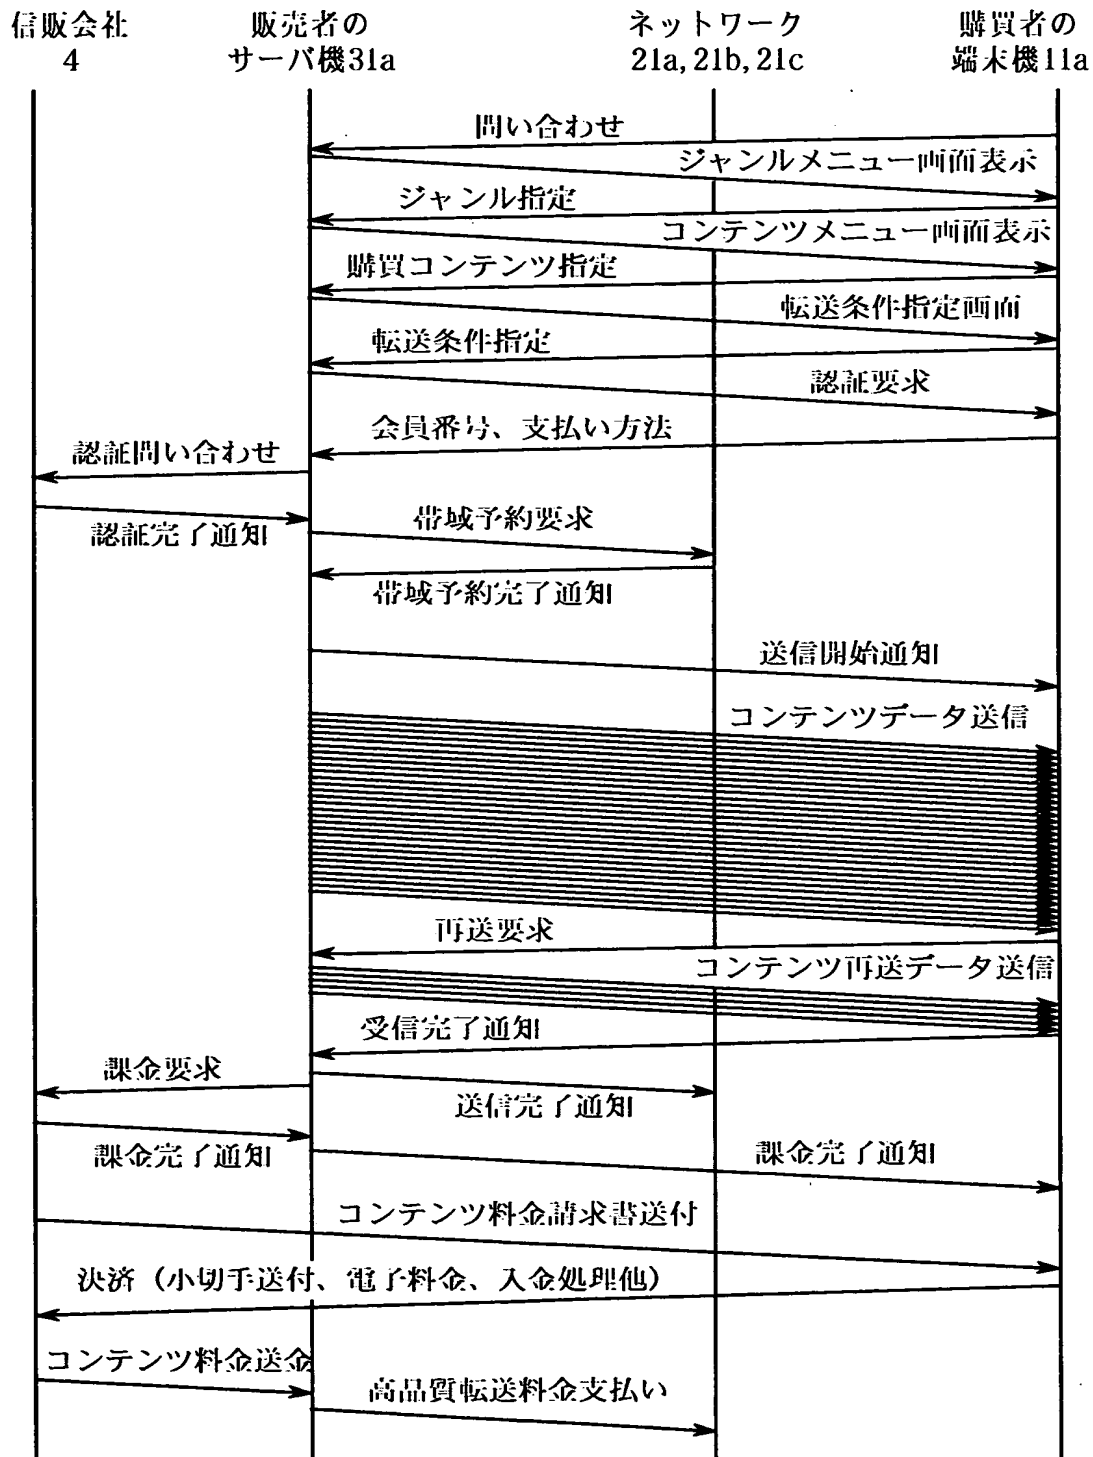 信販会社
4
販売者の
サーバ機31a
ネットワーク
21a, 21b, 21c
購買者の
端末機11a
問い合わせ
ジャンルメニュー画面表示
ジャンル指定
コンテンツメニュー画面表示
購買コンテンツ指定
転送条件指定画面
転送条件指定
認証要求
会員番号、支払い方法
認証問い合わせ
認証完了通知
帯域予約要求
帯域予約完了通知
送信開始通知
コンテンツデータ送信
再送要求
コンテンツ再送データ送信
受信完了通知
課金要求
送信完了通知
課金完了通知
課金完了通知
コンテンツ料金請求書送付
決済（小切手送付、電子料金、入金処理他）
コンテンツ料金送金
高品質転送料金支払い